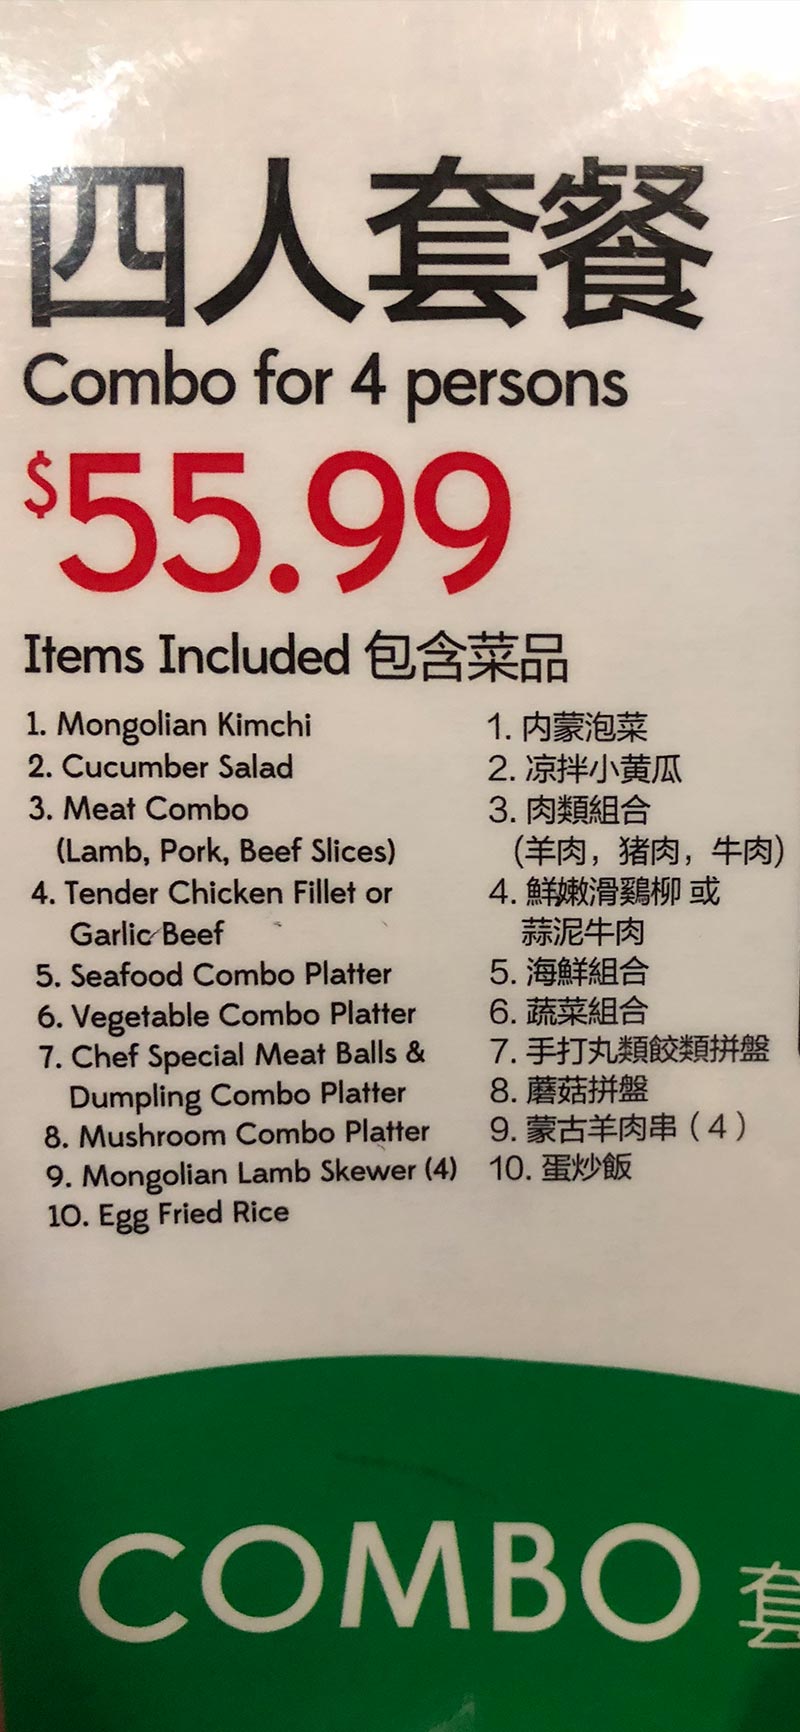 四人套餐
Combo for 4 persons
$55.99
Items Included 包含菜品
1. Mongolian Kimchi
2. Cucumber Salad
3. Meat Combo
(Lamb, Pork, Beef Slices)
4. Tender Chicken Fillet or
Garlic Beef
5. Seafood Combo Platter
6. Vegetable Combo Platter
7. Chef Special Meat Balls &
Dumpling Combo Platter
8. Mushroom Combo Platter
9. Mongolian Lamb Skewer (4)
10. Egg Fried Rice
1. 内蒙泡菜
2. 凉拌小黄瓜
3. 肉類組合
(羊肉，猪肉，牛肉)
4. 鮮嫩滑鷄柳 或
蒜泥牛肉
5. 海鮮組合
6. 蔬菜組合
7. 手打丸類餃類拼盤
8. 蘑菇拼盤
9. 蒙古羊肉串（4）
10. 蛋炒飯
COMBO 套